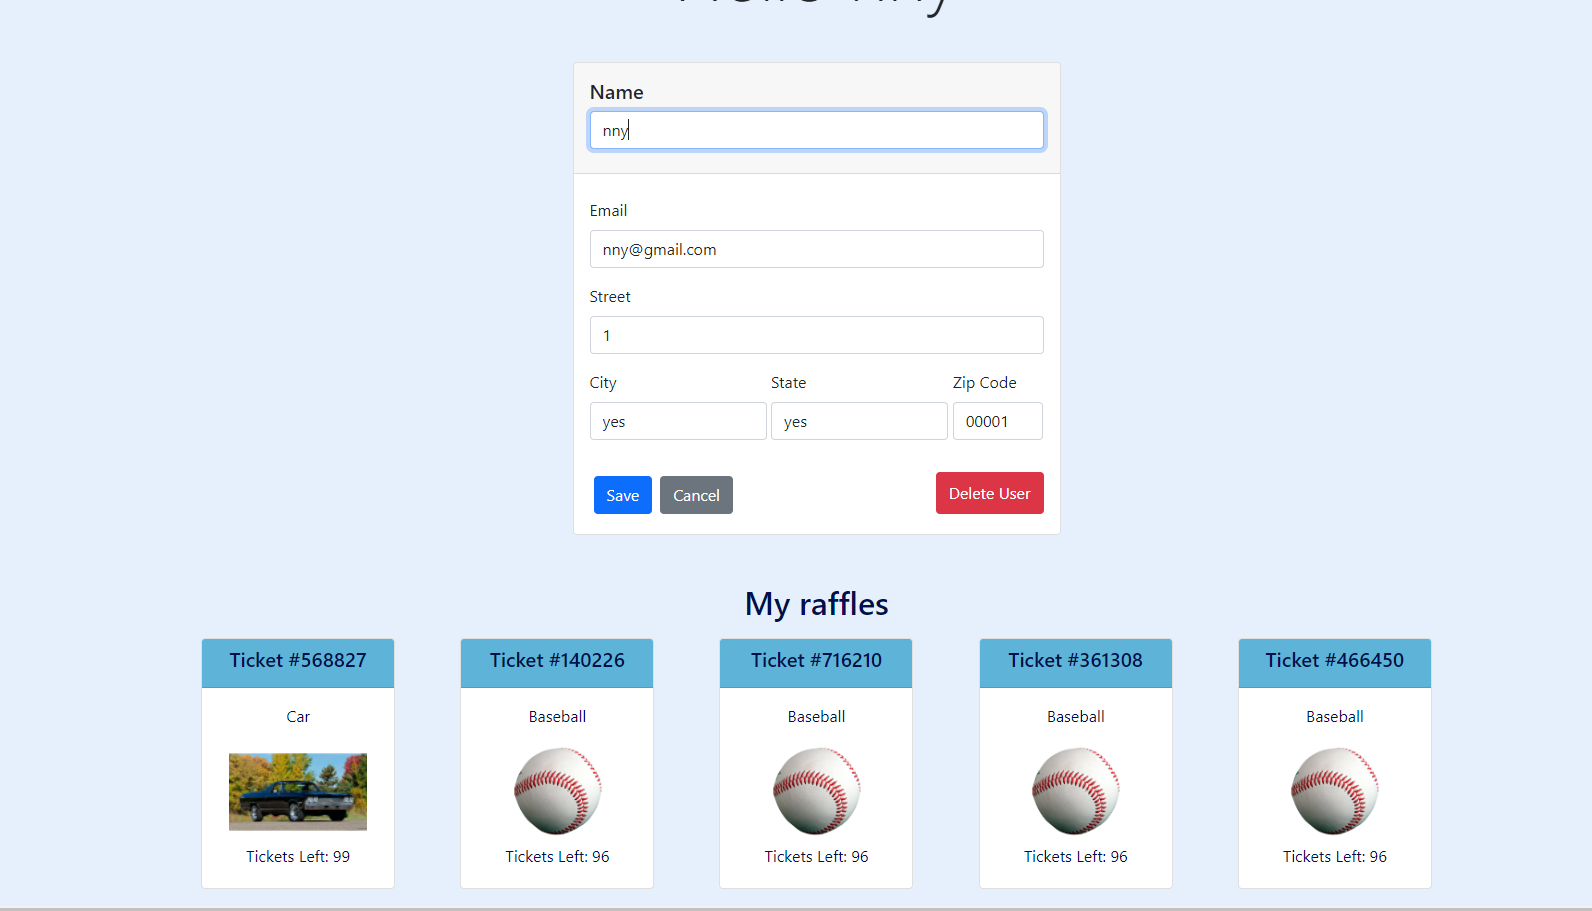 nny
Name
nny
Email
nny@gmail.com
Street
1
City State Zip Code
yes yes 00001
Save Cancel Delete User
My raffles
Ticket #568827 Ticket #140226 Ticket #716210 Ticket #361308 Ticket #466450
Car Baseball Baseball Baseball Baseball
Tickets Left: 99 Tickets Left: 96 Tickets Left: 96 Tickets Left: 96 Tickets Left: 96